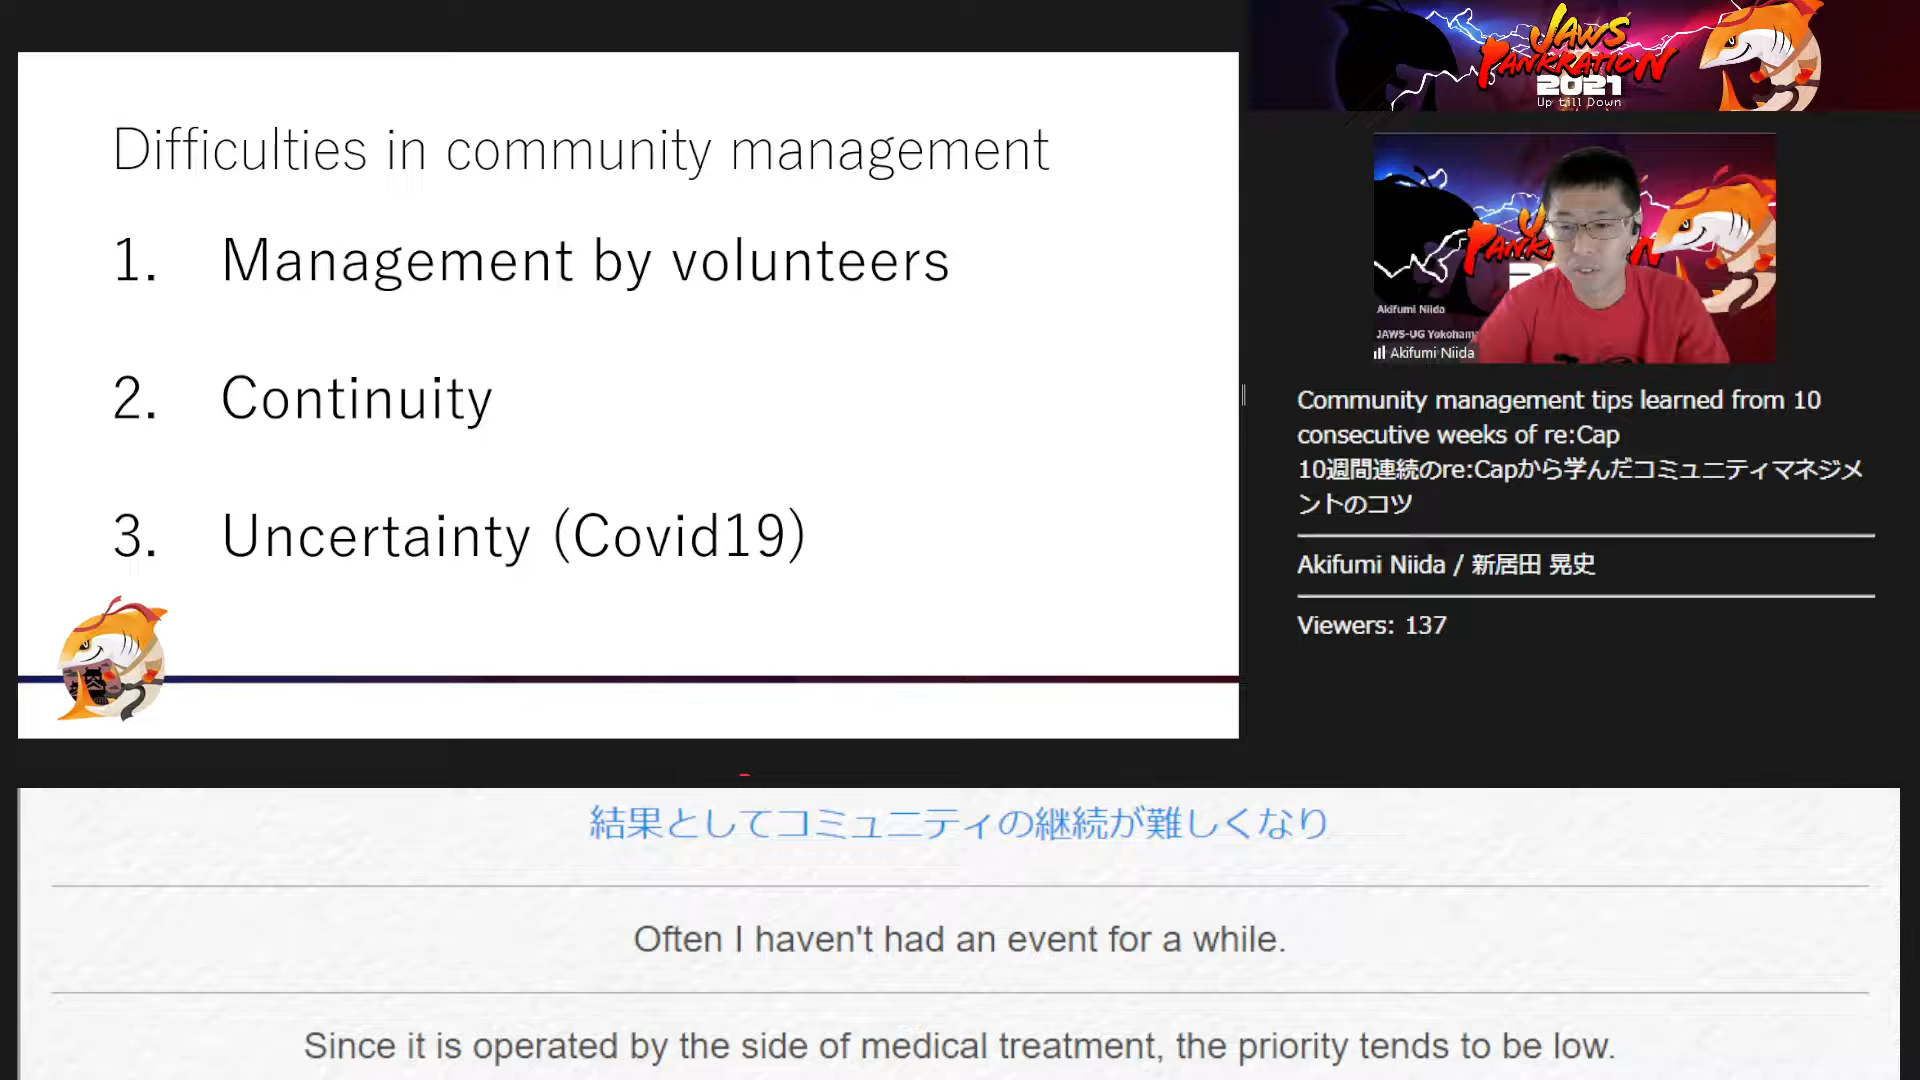 Difficulties in community management
1. Management by volunteers
2. Continuity
3. Uncertainty (Covid19)
JAWS
PANKRATION
2021
Up till Down
Akifumi Niida
JAWS-UG Yokohama
Akifumi Niida
Community management tips learned from 10
consecutive weeks of re:Cap
10週間連続のre:Capから学んだコミュニティマネジメ
ントのコツ
Akifumi Niida / 新居田 晃史
Viewers: 137
結果としてコミュニティの継続が難しくなり
Often I haven't had an event for a while.
Since it is operated by the side of medical treatment, the priority tends to be low.